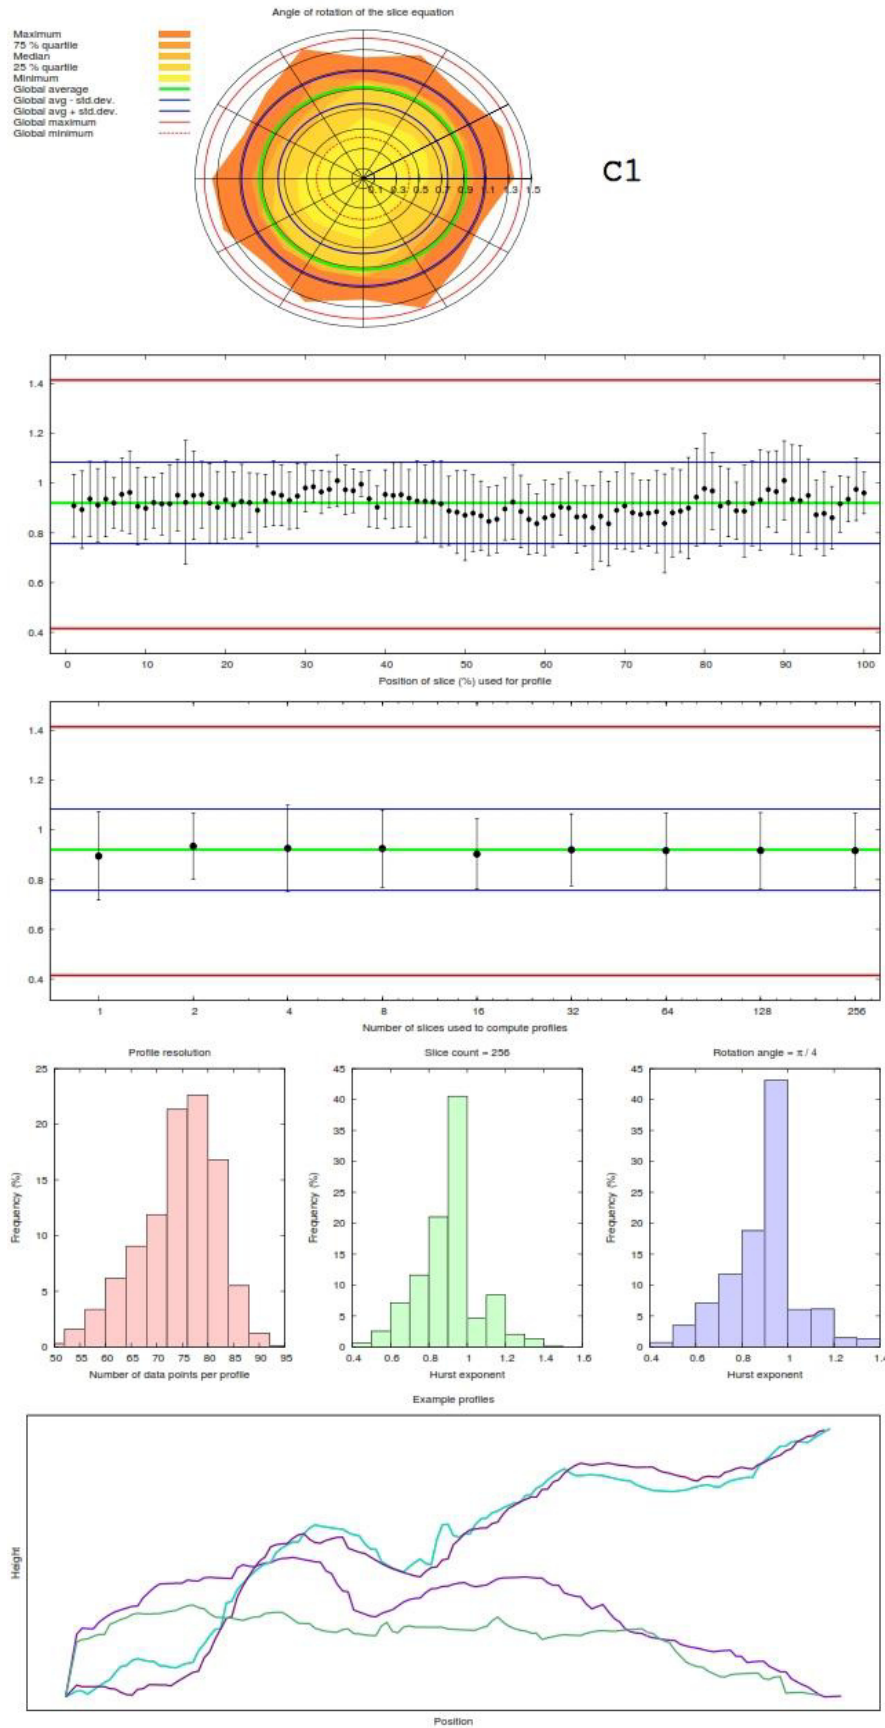 Angle of rotation of the slice equation
Maximum
75 % quartile
Median
25 % quartile
Minimum
Global average
Global avg - std.dev.
Global avg + std.dev.
Global maximum
Global minimum
0.1 0.3 0.5 0.7 0.9 1.1 1.3 1.5
C1
1.4
1.2
1
0.8
0.6
0.4
0 10 20 30 40 50 60 70 80 90 100
Position of slice (%) used for profile
1.4
1.2
1
0.8
0.6
0.4
1 2 4 8 16 32 64 128 256
Number of slices used to compute profiles
Profile resolution
25
20
15
10
5
0
Frequency (%)
50 55 60 65 70 75 80 85 90 95
Number of data points per profile
Slice count = 256
45
40
35
30
25
20
15
10
5
0
Frequency (%)
0.4 0.6 0.8 1 1.2 1.4 1.6
Hurst exponent
Rotation angle = π / 4
45
40
35
30
25
20
15
10
5
0
Frequency (%)
0.4 0.6 0.8 1 1.2 1.4
Hurst exponent
Example profiles
Height
Position